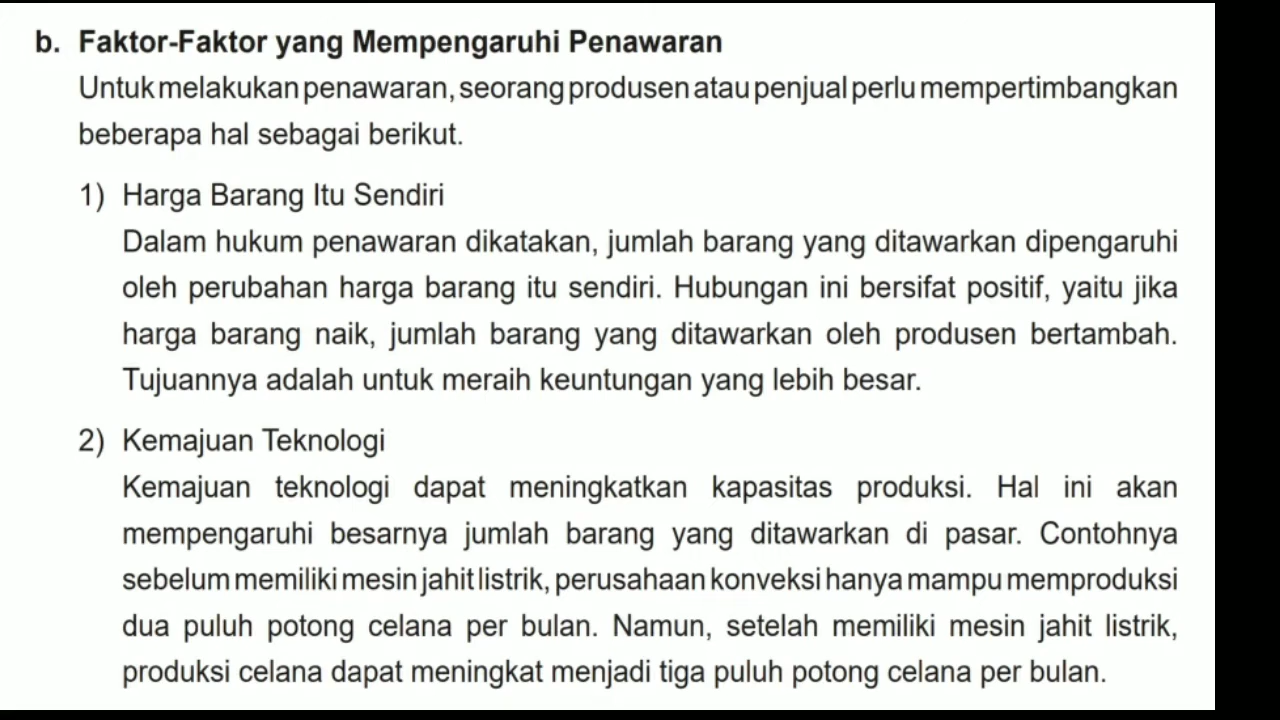 b. Faktor-Faktor yang Mempengaruhi Penawaran
Untuk melakukan penawaran, seorang produsen atau penjual perlu mempertimbangkan
beberapa hal sebagai berikut.
1) Harga Barang Itu Sendiri
Dalam hukum penawaran dikatakan, jumlah barang yang ditawarkan dipengaruhi
oleh perubahan harga barang itu sendiri. Hubungan ini bersifat positif, yaitu jika
harga barang naik, jumlah barang yang ditawarkan oleh produsen bertambah.
Tujuannya adalah untuk meraih keuntungan yang lebih besar.
2) Kemajuan Teknologi
Kemajuan teknologi dapat meningkatkan kapasitas produksi. Hal ini akan
mempengaruhi besarnya jumlah barang yang ditawarkan di pasar. Contohnya
sebelum memiliki mesin jahit listrik, perusahaan konveksi hanya mampu memproduksi
dua puluh potong celana per bulan. Namun, setelah memiliki mesin jahit listrik,
produksi celana dapat meningkat menjadi tiga puluh potong celana per bulan.